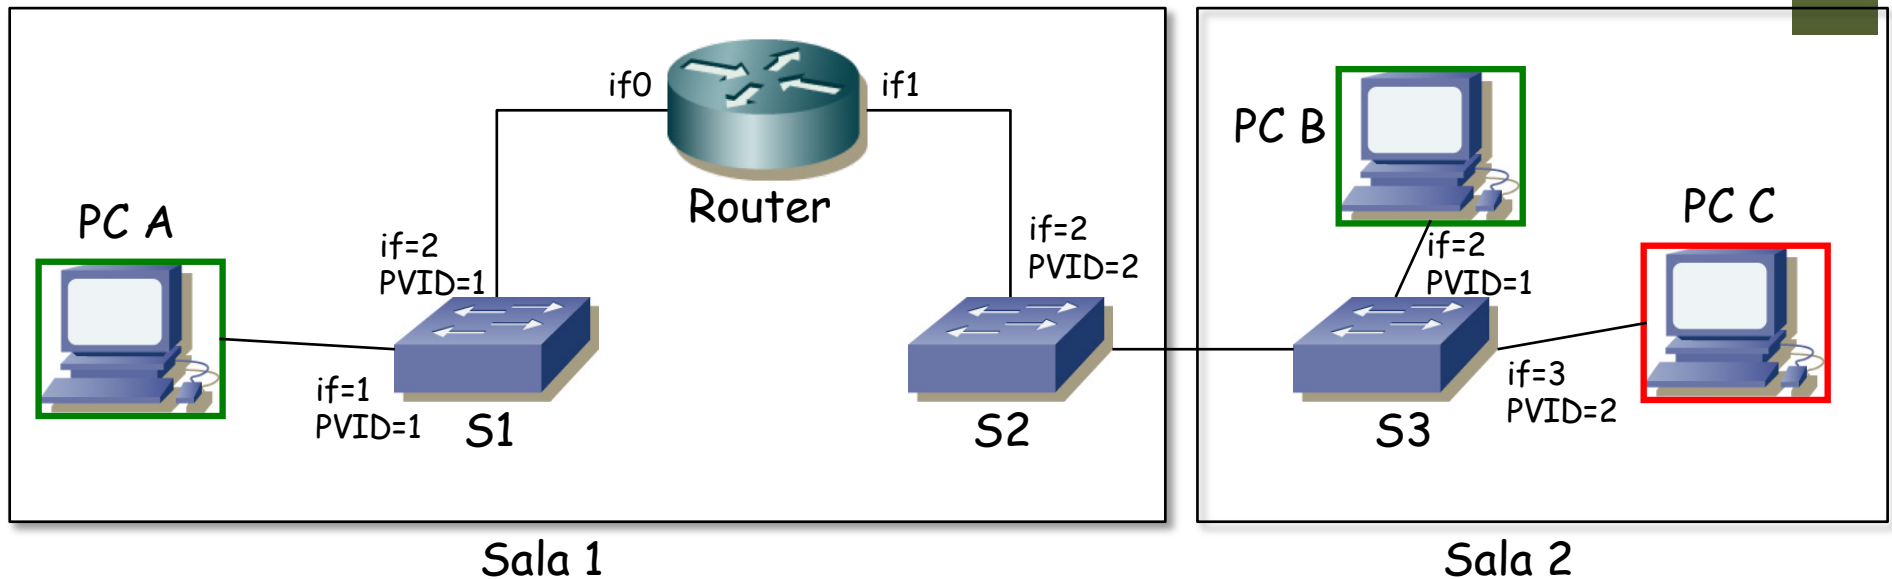 if0
if1
Router
PC A
if=2
PVID=1
if=1
PVID=1
S1
if=2
PVID=2
S2
PC B
if=2
PVID=1
PC C
if=3
PVID=2
S3
Sala 1
Sala 2